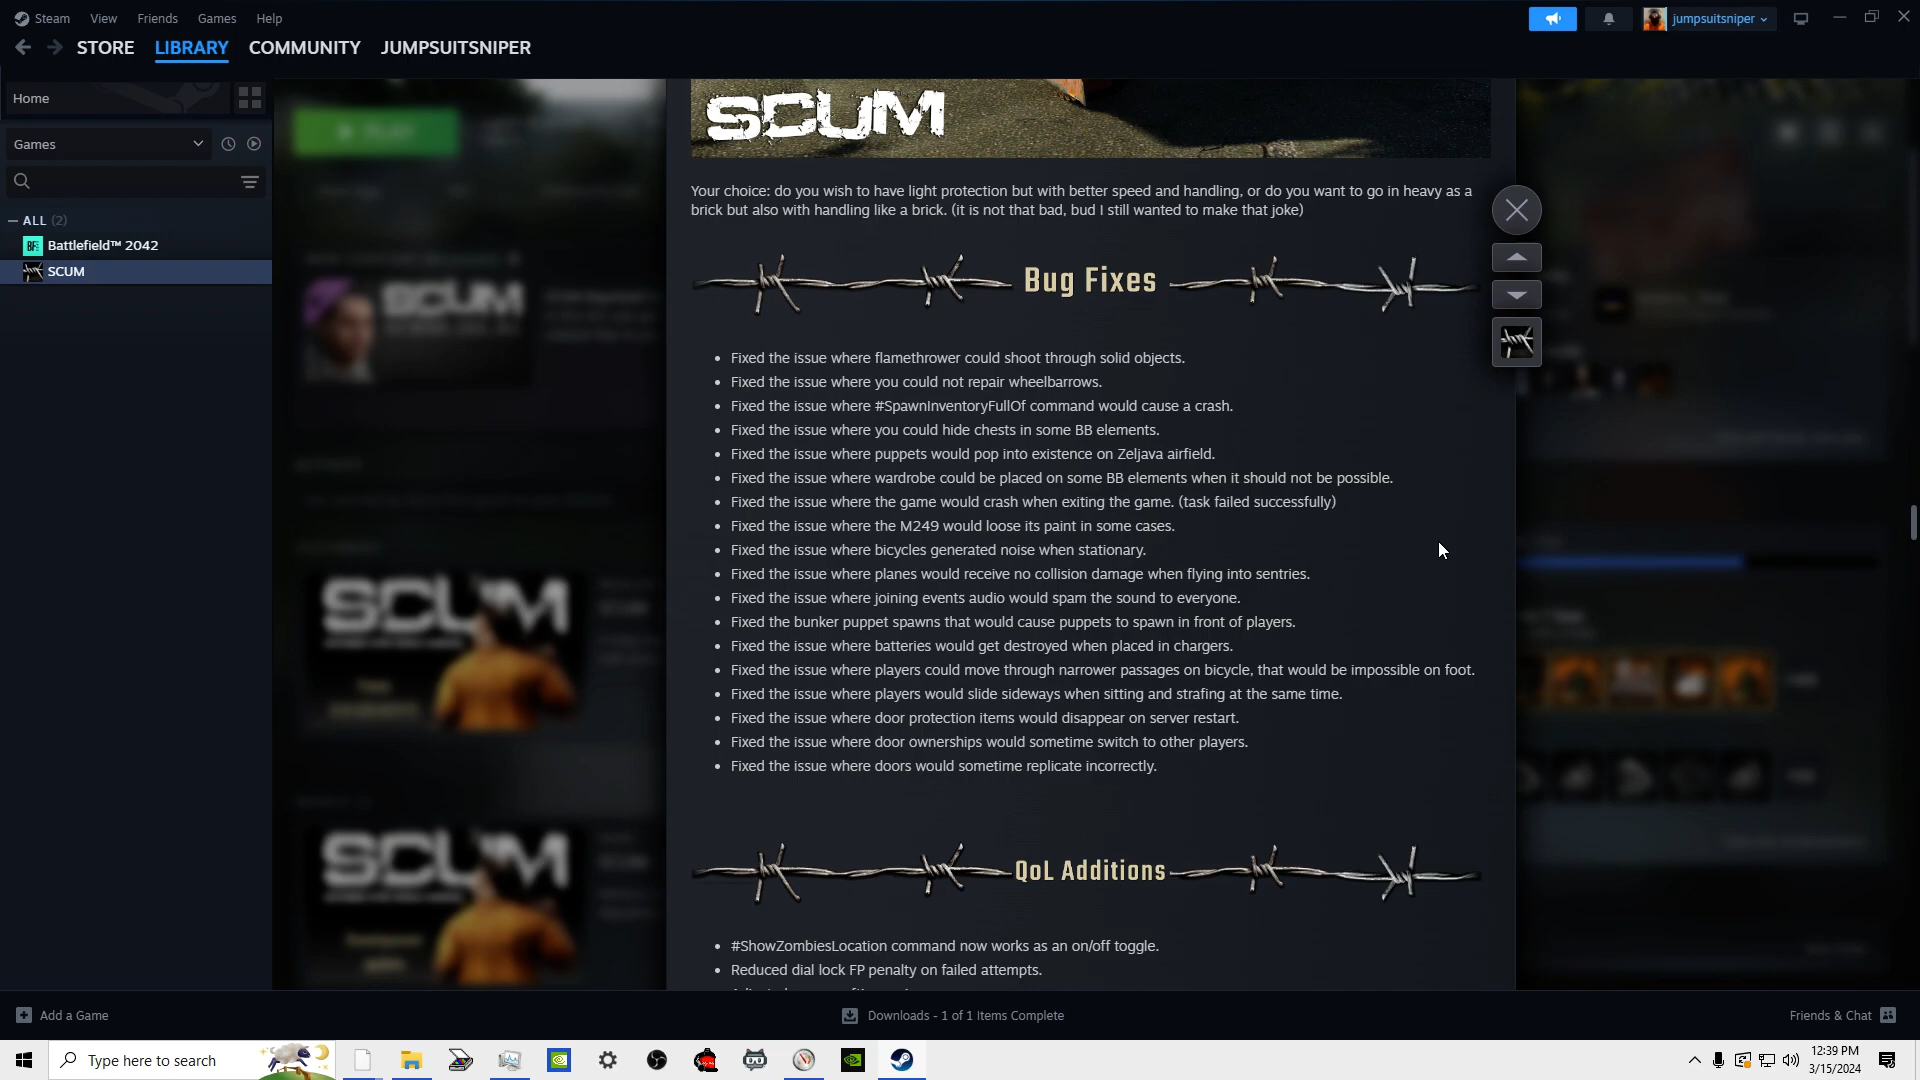 Steam View Friends Games Help
jumpsuitsniper
STORE LIBRARY COMMUNITY JUMPSUITSNIPER
Home
Games
ALL (2)
Battlefield™ 2042
SCUM
PLAY
SCUM
Your choice: do you wish to have light protection but with better speed and handling, or do you want to go in heavy as a
brick but also with handling like a brick. (it is not that bad, bud I still wanted to make that joke)
Bug Fixes
Fixed the issue where flamethrower could shoot through solid objects.
Fixed the issue where you could not repair wheelbarrows.
Fixed the issue where #SpawnInventoryFullOf command would cause a crash.
Fixed the issue where you could hide chests in some BB elements.
Fixed the issue where puppets would pop into existence on Zeljava airfield.
Fixed the issue where wardrobe could be placed on some BB elements when it should not be possible.
Fixed the issue where the game would crash when exiting the game. (task failed successfully)
Fixed the issue where the M249 would loose its paint in some cases.
Fixed the issue where bicycles generated noise when stationary.
Fixed the issue where planes would receive no collision damage when flying into sentries.
Fixed the issue where joining events audio would spam the sound to everyone.
Fixed the bunker puppet spawns that would cause puppets to spawn in front of players.
Fixed the issue where batteries would get destroyed when placed in chargers.
Fixed the issue where players could move through narrower passages on bicycle, that would be impossible on foot.
Fixed the issue where players would slide sideways when sitting and strafing at the same time.
Fixed the issue where door protection items would disappear on server restart.
Fixed the issue where door ownerships would sometime switch to other players.
Fixed the issue where doors would sometime replicate incorrectly.
QoL Additions
#ShowZombiesLocation command now works as an on/off toggle.
Reduced dial lock FP penalty on failed attempts.
SCUM
SCUM
SCUM
Add a Game
Downloads - 1 of 1 Items Complete
Friends & Chat
Type here to search
12:39 PM
3/15/2024